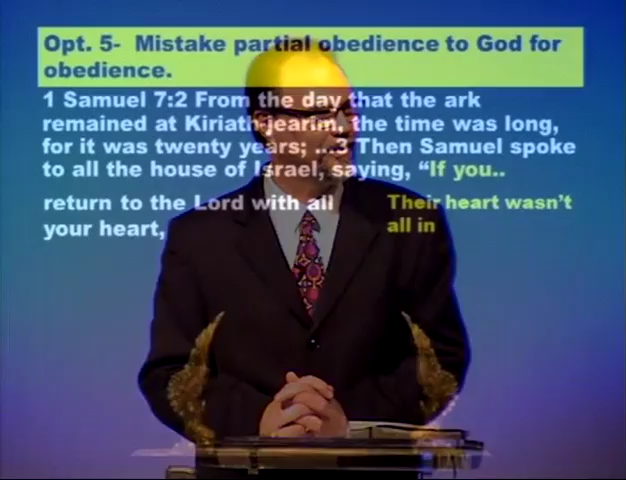 Opt. 5-  Mistake partial obedience to God for
obedience.
1 Samuel 7:2 From the day that the ark
remained at Kiriath-jearim, the time was long,
for it was twenty years; ...3 Then Samuel spoke
to all the house of Israel, saying, “If you..
return to the Lord with all
your heart,
Their heart wasn’t
all in